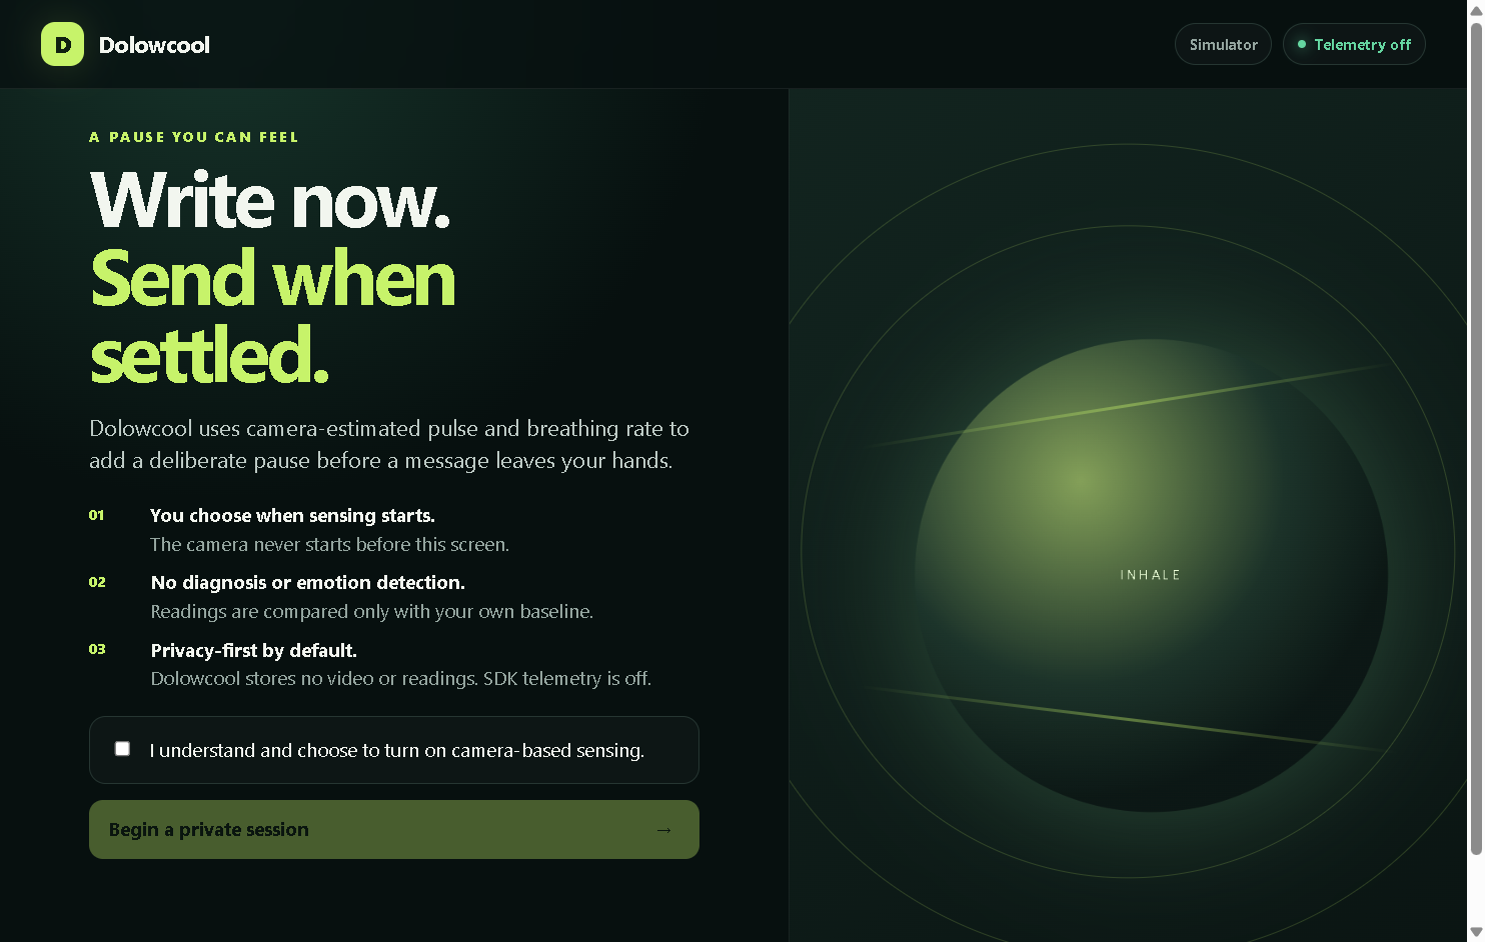 D
Dolowcool
Simulator
Telemetry off
A PAUSE YOU CAN FEEL
Write now.
Send when
settled.
Dolowcool uses camera-estimated pulse and breathing rate to
add a deliberate pause before a message leaves your hands.
01
You choose when sensing starts.
The camera never starts before this screen.
02
No diagnosis or emotion detection.
Readings are compared only with your own baseline.
03
Privacy-first by default.
Dolowcool stores no video or readings. SDK telemetry is off.
I understand and choose to turn on camera-based sensing.
Begin a private session →
INHALE